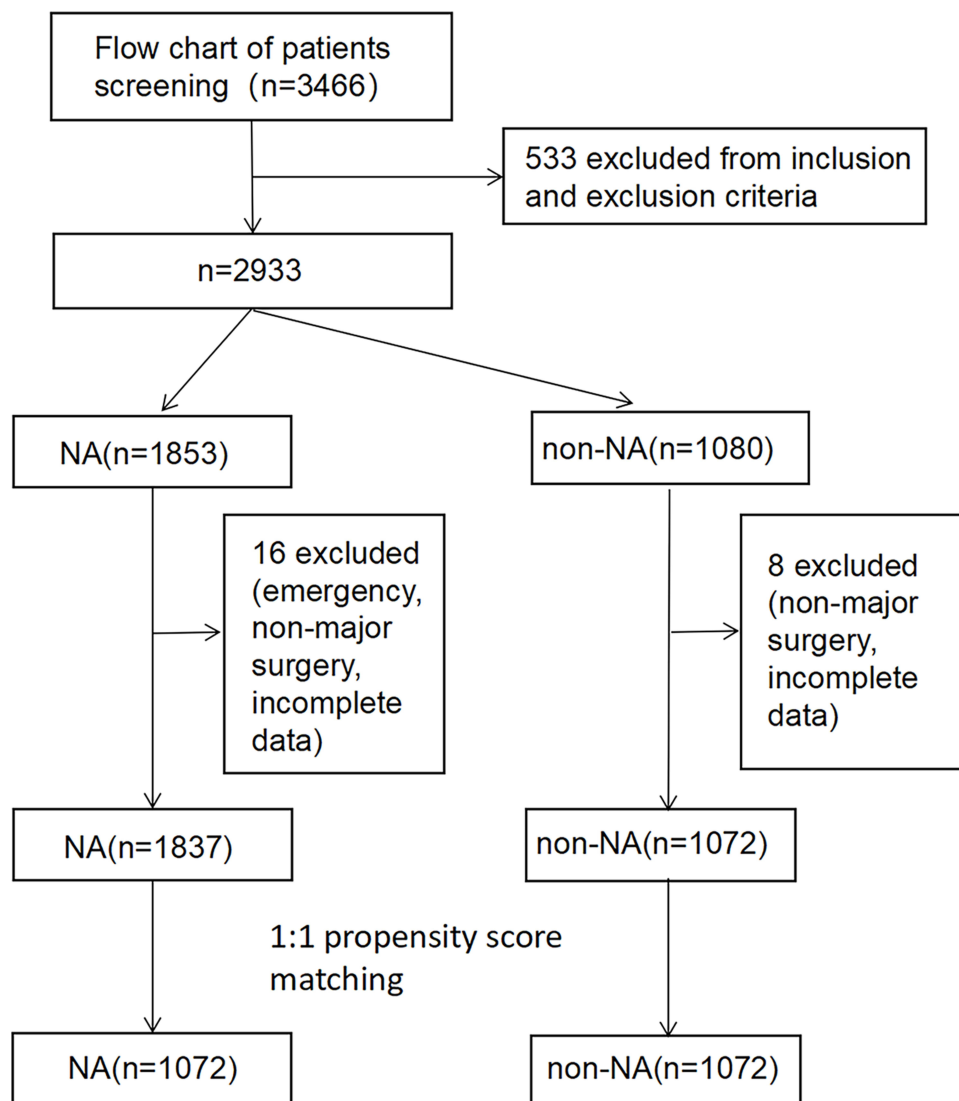 Flow chart of patients
screening （n=3466)
533 excluded from inclusion
and exclusion criteria
n=2933
NA(n=1853)
non-NA(n=1080)
16 excluded
(emergency,
non-major
surgery,
incomplete
data)
8 excluded
(non-major
surgery,
incomplete
data)
NA(n=1837)
non-NA(n=1072)
1:1 propensity score
matching
NA(n=1072)
non-NA(n=1072)